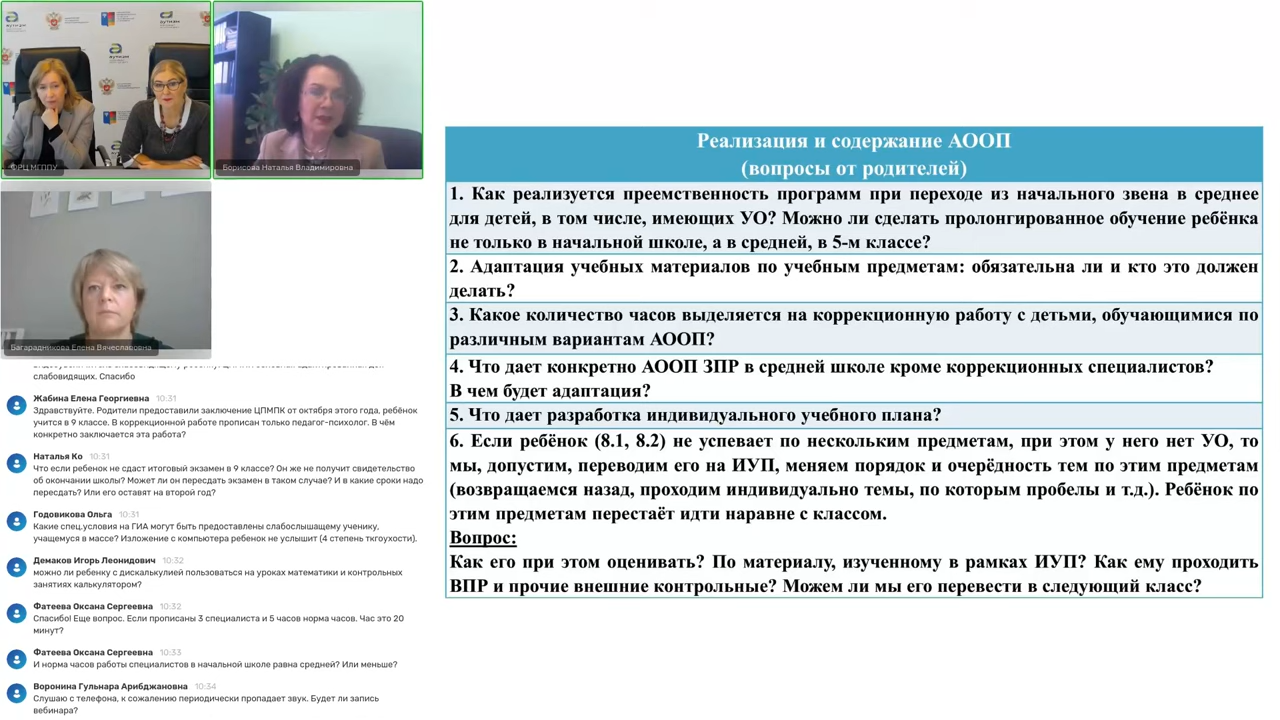 аутизм
аутизм
аутизм
ФРЦ МГППУ
Борисова Наталья Владимировна
Багарадникова Елена Вячеславовна
слабовидящих. Спасибо
Жабина Елена Георгиевна 10:31
Здравствуйте. Родители предоставили заключение ЦПМПК от октября этого года, ребёнок
учится в 9 классе. В коррекционной работе прописан только педагог-психолог. В чём
конкретно заключается эта работа?
Наталья Ко 10:31
Что если ребенок не сдаст итоговый экзамен в 9 классе? Он же не получит свидетельство
об окончании школы? Может ли он пересдать экзамен в таком случае? И в какие сроки надо
пересдать? Или его оставят на второй год?
Годовикова Ольга 10:31
Какие спец.условия на ГИА могут быть предоставлены слабослышащему ученику,
учащемуся в массе? Изложение с компьютера ребенок не услышит (4 степень ткгоухости).
Демаков Игорь Леонидович 10:32
можно ли ребенку с дискалькулией пользоваться на уроках математики и контрольных
занятиях калькулятором?
Фатеева Оксана Сергеевна 10:32
Спасибо! Еще вопрос. Если прописаны 3 специалиста и 5 часов норма часов. Час это 20
минут?
Фатеева Оксана Сергеевна 10:33
И норма часов работы специалистов в начальной школе равна средней? Или меньше?
Воронина Гульнара Арибджановна 10:34
Слушаю с телефона, к сожалению периодически пропадает звук. Будет ли запись
вебинара?
Реализация и содержание АООП
(вопросы от родителей)
1. Как реализуется преемственность программ при переходе из начального звена в среднее
для детей, в том числе, имеющих УО? Можно ли сделать пролонгированное обучение ребёнка
не только в начальной школе, а в средней, в 5-м классе?
2. Адаптация учебных материалов по учебным предметам: обязательна ли и кто это должен
делать?
3. Какое количество часов выделяется на коррекционную работу с детьми, обучающимися по
различным вариантам АООП?
4. Что дает конкретно АООП ЗПР в средней школе кроме коррекционных специалистов?
В чем будет адаптация?
5. Что дает разработка индивидуального учебного плана?
6. Если ребёнок (8.1, 8.2) не успевает по нескольким предметам, при этом у него нет УО, то
мы, допустим, переводим его на ИУП, меняем порядок и очерёдность тем по этим предметам
(возвращаемся назад, проходим индивидуально темы, по которым пробелы и т.д.). Ребёнок по
этим предметам перестаёт идти наравне с классом.
Вопрос:
Как его при этом оценивать? По материалу, изученному в рамках ИУП? Как ему проходить
ВПР и прочие внешние контрольные? Можем ли мы его перевести в следующий класс?